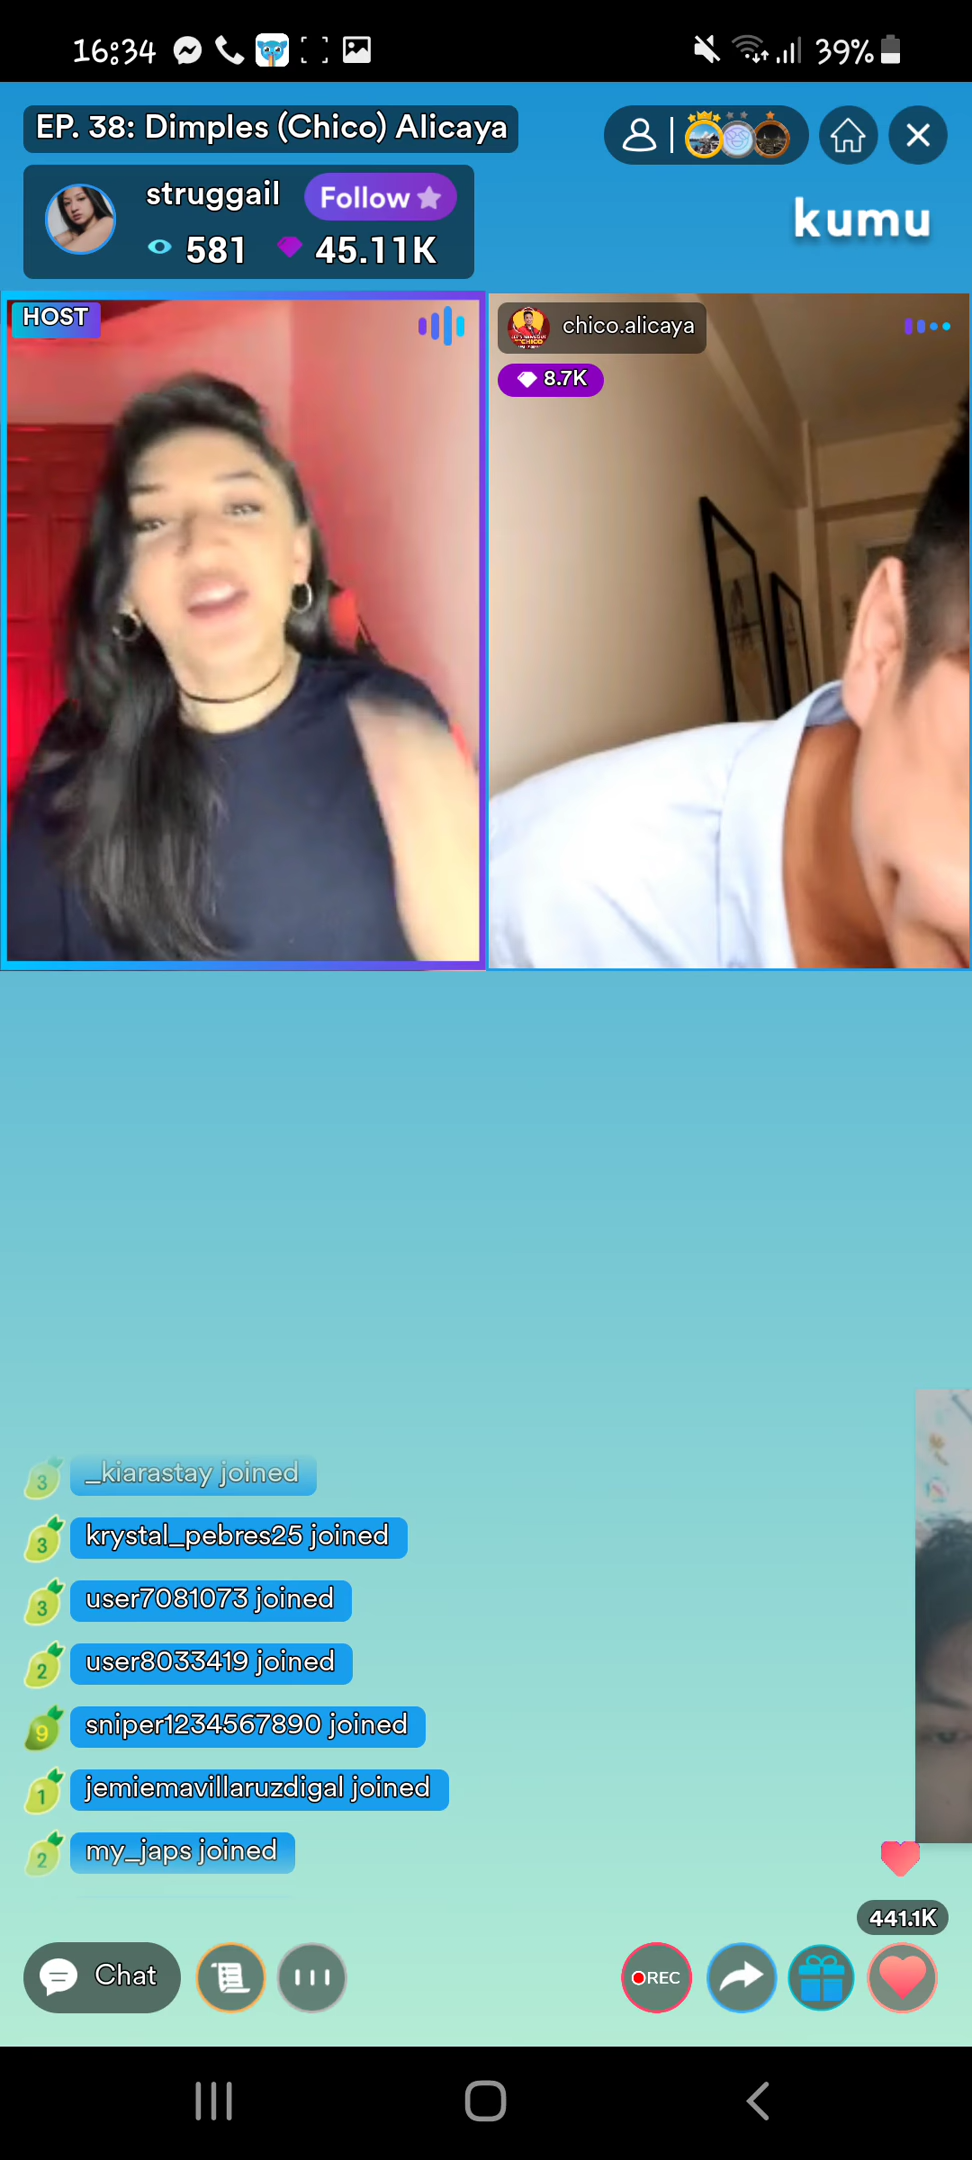 16:34
39%
EP. 38: Dimples (Chico) Alicaya
struggail
Follow
581
45.11K
kumu
HOST
chico.alicaya
8.7K
3 _kiarastay joined
3 krystal_pebres25 joined
3 user7081073 joined
2 user8033419 joined
9 sniper1234567890 joined
1 jemiemavillaruzdigal joined
2 my_japs joined
441.1K
Chat
REC